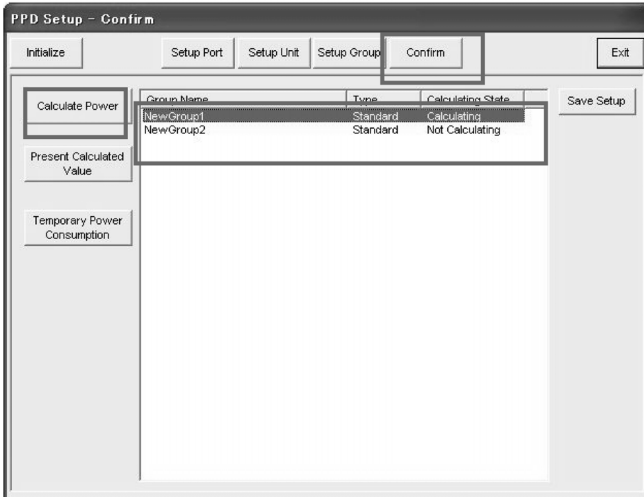 PPD Setup - Confirm
Initialize Setup Port Setup Unit Setup Group Confirm Exit
Calculate Power
Group Name Type Calculating State
NewGroup1 Standard Calculating
NewGroup2 Standard Not Calculating
Save Setup
Present Calculated
Value
Temporary Power
Consumption